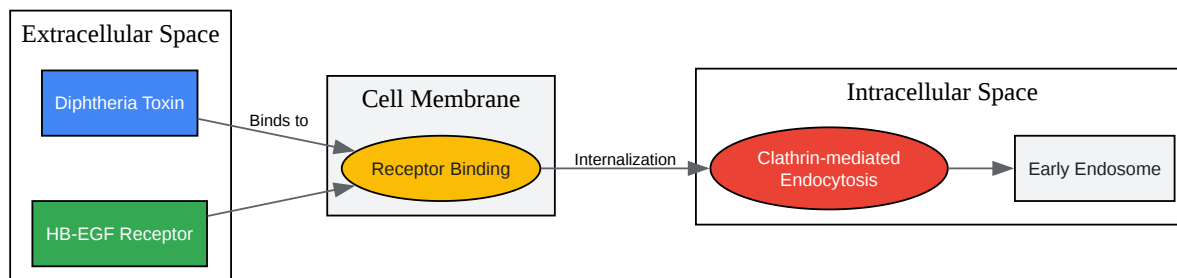 Extracellular Space
Diphtheria Toxin
HB-EGF Receptor
Binds to
Cell Membrane
Receptor Binding
Internalization
Intracellular Space
Clathrin-mediated
Endocytosis
Early Endosome